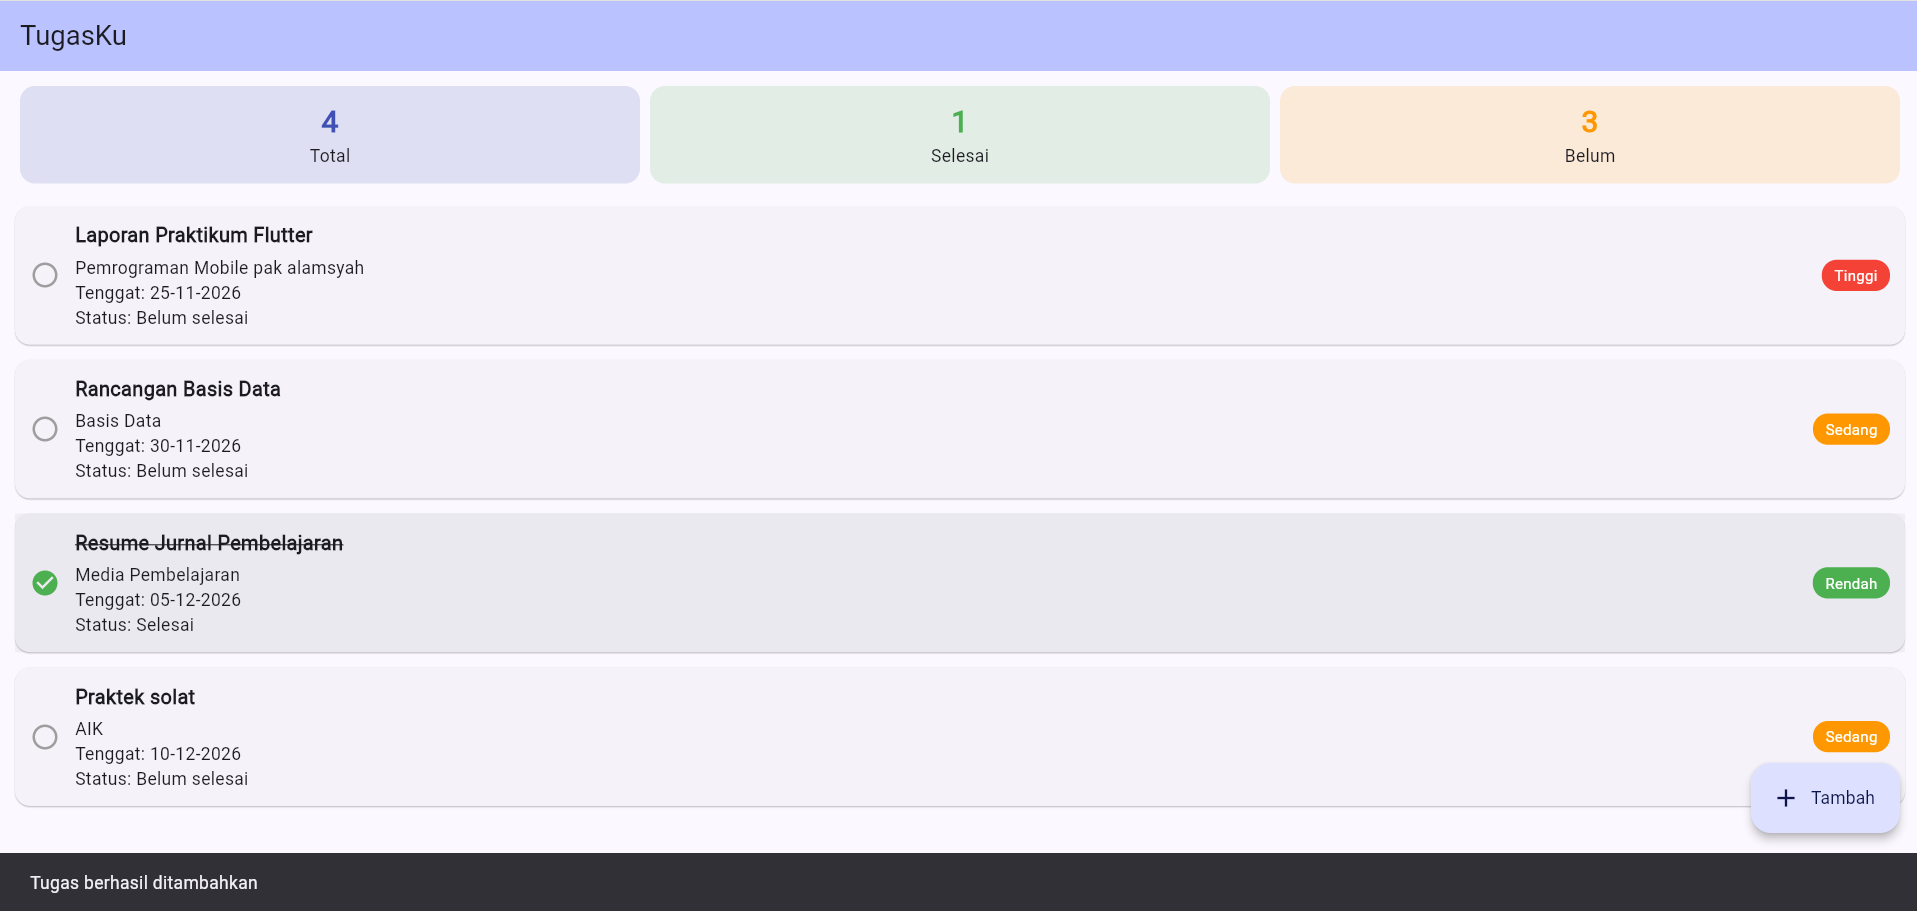 TugasKu
4
Total
1
Selesai
3
Belum
Laporan Praktikum Flutter
Pemrograman Mobile pak alamsyah
Tenggat: 25-11-2026
Status: Belum selesai
Tinggi
Rancangan Basis Data
Basis Data
Tenggat: 30-11-2026
Status: Belum selesai
Sedang
Resume Jurnal Pembelajaran
Media Pembelajaran
Tenggat: 05-12-2026
Status: Selesai
Rendah
Praktek solat
AIK
Tenggat: 10-12-2026
Status: Belum selesai
Sedang
Tambah
Tugas berhasil ditambahkan